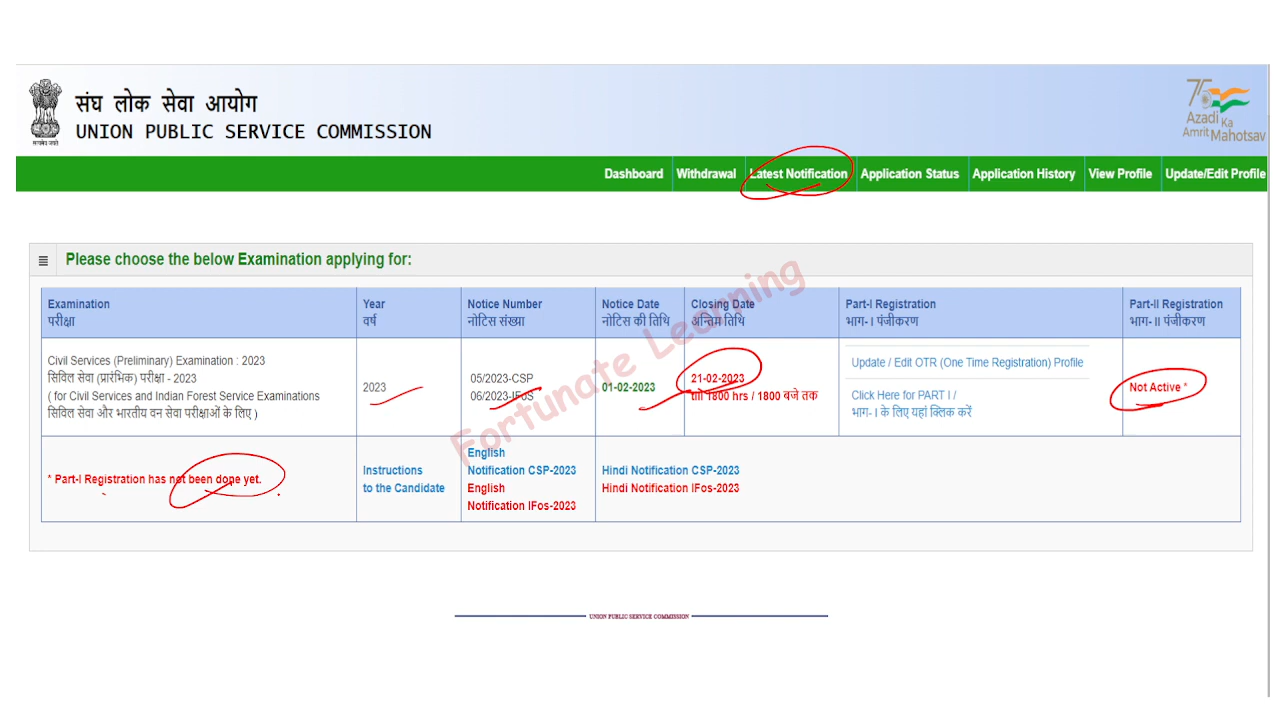 संघ लोक सेवा आयोग
UNION PUBLIC SERVICE COMMISSION
75
Azadi Ka
Amrit Mahotsav
Dashboard Withdrawal Latest Notification Application Status Application History View Profile Update/Edit Profile
Please choose the below Examination applying for:
Examination
परीक्षा
Year
वर्ष
Notice Number
नोटिस संख्या
Notice Date
नोटिस की तिथि
Closing Date
अन्तिम तिथि
Part-I Registration
भाग- I पंजीकरण
Part-II Registration
भाग- II पंजीकरण
Civil Services (Preliminary) Examination : 2023
सिविल सेवा (प्रारंभिक) परीक्षा - 2023
( for Civil Services and Indian Forest Service Examinations
सिविल सेवा और भारतीय वन सेवा परीक्षाओं के लिए )
2023
05/2023-CSP
06/2023-IFoS
01-02-2023
21-02-2023
till 1800 hrs / 1800 बजे तक
Update / Edit OTR (One Time Registration) Profile
Click Here for PART I /
भाग- I के लिए यहां क्लिक करें
Not Active *
* Part-I Registration has not been done yet.
Instructions
to the Candidate
English
Notification CSP-2023
English
Notification IFos-2023
Hindi Notification CSP-2023
Hindi Notification IFos-2023
Fortunate Learning
UNION PUBLIC SERVICE COMMISSION